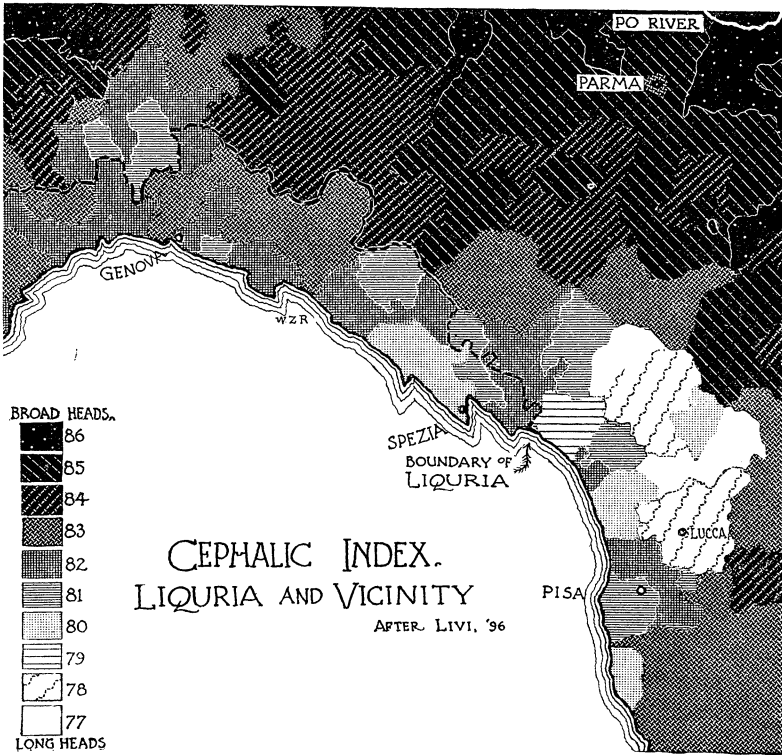 PO RIVER
PARMA
GENOVA
WZR
SPEZIA
BOUNDARY OF
LIQURIA
LUCCA
PISA
BROAD HEADS.
86
85
84
83
82
81
80
79
78
77
LONG HEADS
CEPHALIC INDEX.
LIQURIA AND VICINITY
AFTER LIVI, '96